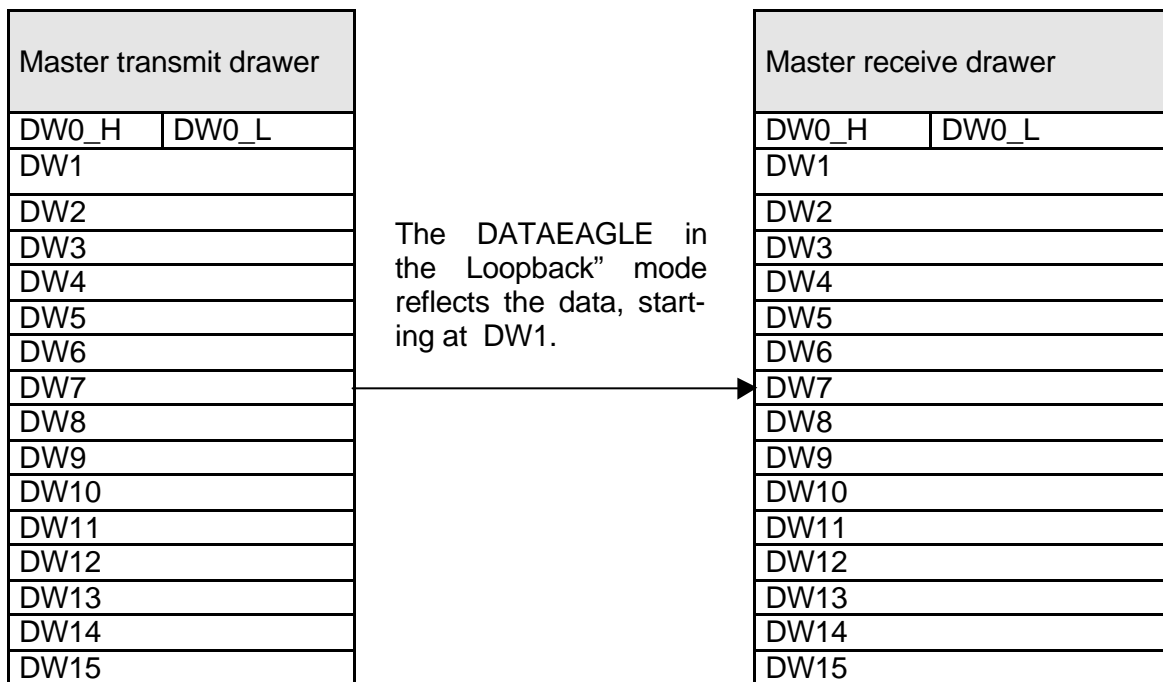 Master transmit drawer
DW0_H DW0_L
DW1
DW2
DW3
DW4
DW5
DW6
DW7
DW8
DW9
DW10
DW11
DW12
DW13
DW14
DW15
The DATAEAGLE in
the Loopback” mode
reflects the data, start-
ing at DW1.
Master receive drawer
DW0_H DW0_L
DW1
DW2
DW3
DW4
DW5
DW6
DW7
DW8
DW9
DW10
DW11
DW12
DW13
DW14
DW15